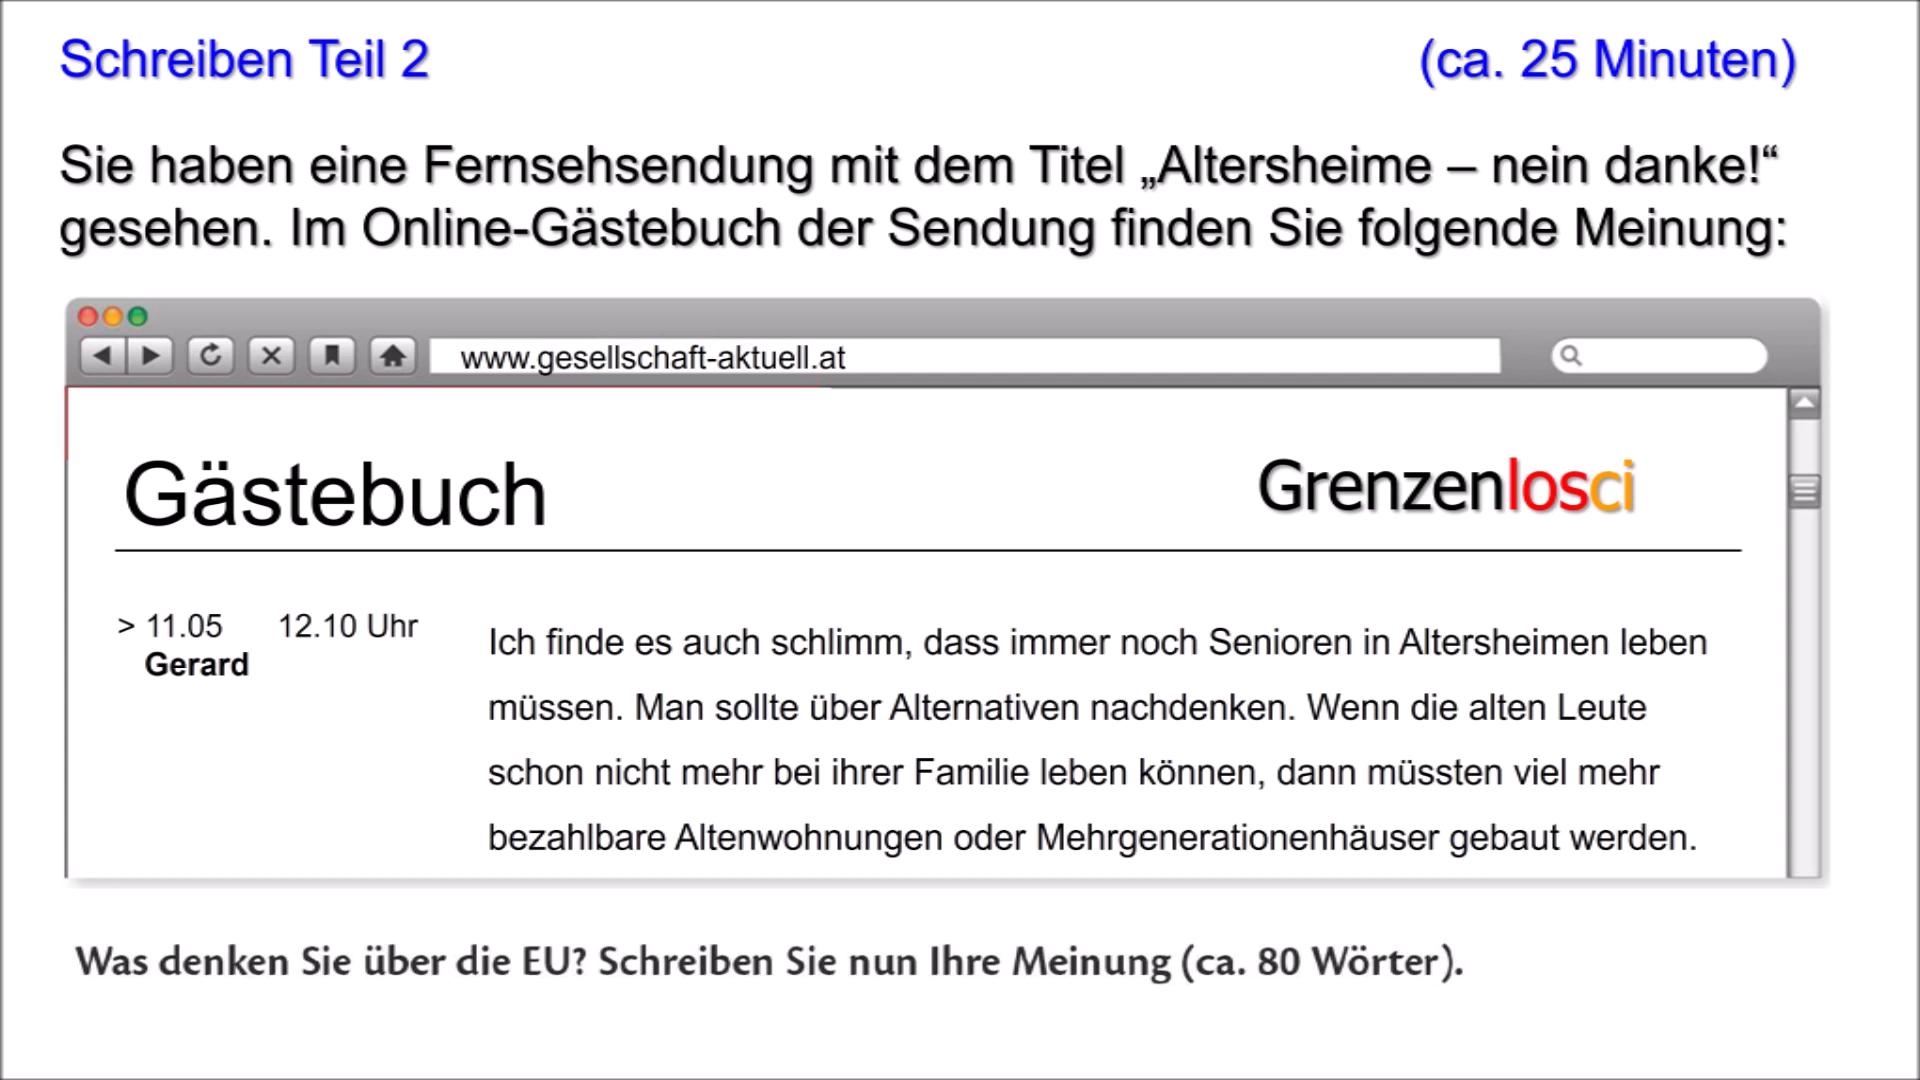 Schreiben Teil 2 (ca. 25 Minuten)
Sie haben eine Fernsehsendung mit dem Titel „Altersheime – nein danke!“
gesehen. Im Online-Gästebuch der Sendung finden Sie folgende Meinung:
www.gesellschaft-aktuell.at
Gästebuch Grenzenlosci
> 11.05 12.10 Uhr
Gerard
Ich finde es auch schlimm, dass immer noch Senioren in Altersheimen leben
müssen. Man sollte über Alternativen nachdenken. Wenn die alten Leute
schon nicht mehr bei ihrer Familie leben können, dann müssten viel mehr
bezahlbare Altenwohnungen oder Mehrgenerationenhäuser gebaut werden.
Was denken Sie über die EU? Schreiben Sie nun Ihre Meinung (ca. 80 Wörter).